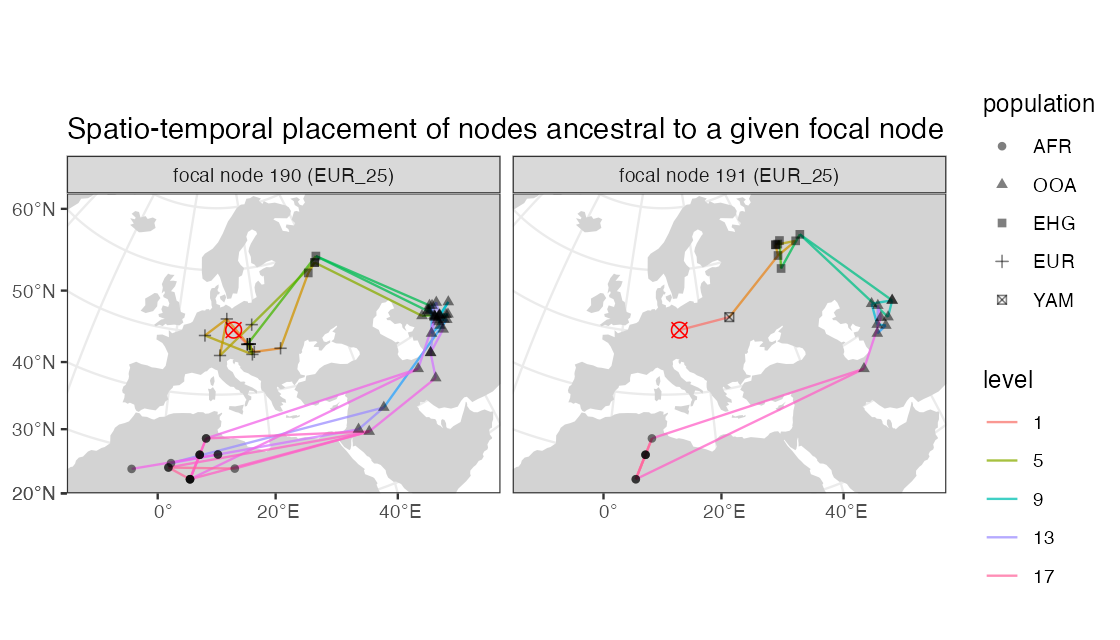 Spatio-temporal placement of nodes ancestral to a given focal node
focal node 190 (EUR_25)
focal node 191 (EUR_25)
60°N
50°N
40°N
30°N
20°N
0°
20°E
40°E
0°
20°E
40°E
population
AFR
OOA
EHG
EUR
YAM
level
1
5
9
13
17